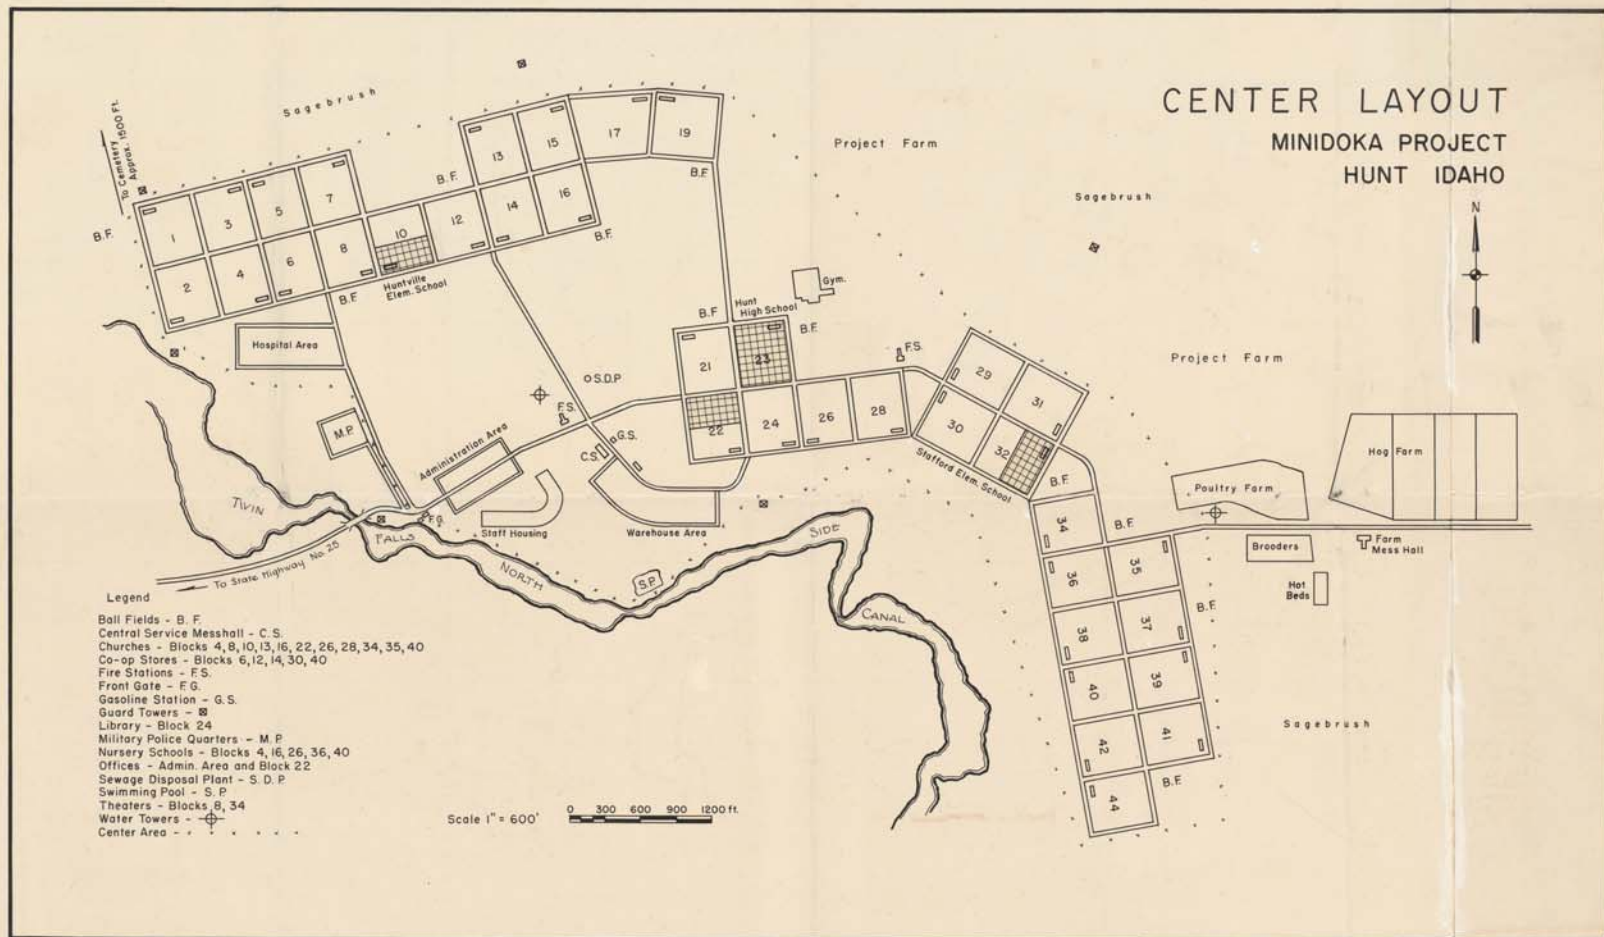 CENTER LAYOUT
MINIDOKA PROJECT
HUNT IDAHO
N
Sagebrush
To Cemetery
Approx. 1500 Ft.
B.F.
1
3
5
7
2
4
6
8
10
12
13
15
14
16
17
19
B.F.
B.F.
B.F.
B.F.
Huntville
Elem. School
Project Farm
Sagebrush
Project Farm
Hospital Area
M.P.
S.D.P.
F.S.
G.S.
C.S.
Administration Area
F.G.
Staff Housing
Warehouse Area
B.F.
Hunt
High School
B.F.
Gym.
21
23
22
24
26
28
F.S.
29
31
30
32
Stafford Elem. School
B.F.
B.F.
34
35
36
37
38
39
40
41
42
44
B.F.
B.F.
Poultry Farm
Hog Farm
Brooders
Farm
Mess Hall
Hot
Beds
Sagebrush
TWIN
FALLS
NORTH
SIDE
CANAL
S.P.
To State Highway No. 25
Legend
Ball Fields - B. F.
Central Service Messhall - C. S.
Churches - Blocks 4, 8, 10, 13, 16, 22, 26, 28, 34, 35, 40
Co-op Stores - Blocks 6, 12, 14, 30, 40
Fire Stations - F. S.
Front Gate - F. G.
Gasoline Station - G. S.
Guard Towers -
Library - Block 24
Military Police Quarters - M. P.
Nursery Schools - Blocks 4, 16, 26, 36, 40
Offices - Admin. Area and Block 22
Sewage Disposal Plant - S. D. P.
Swimming Pool - S. P.
Theaters - Blocks 8, 34
Water Towers -
Center Area -
Scale 1" = 600'
0 300 600 900 1200 ft.